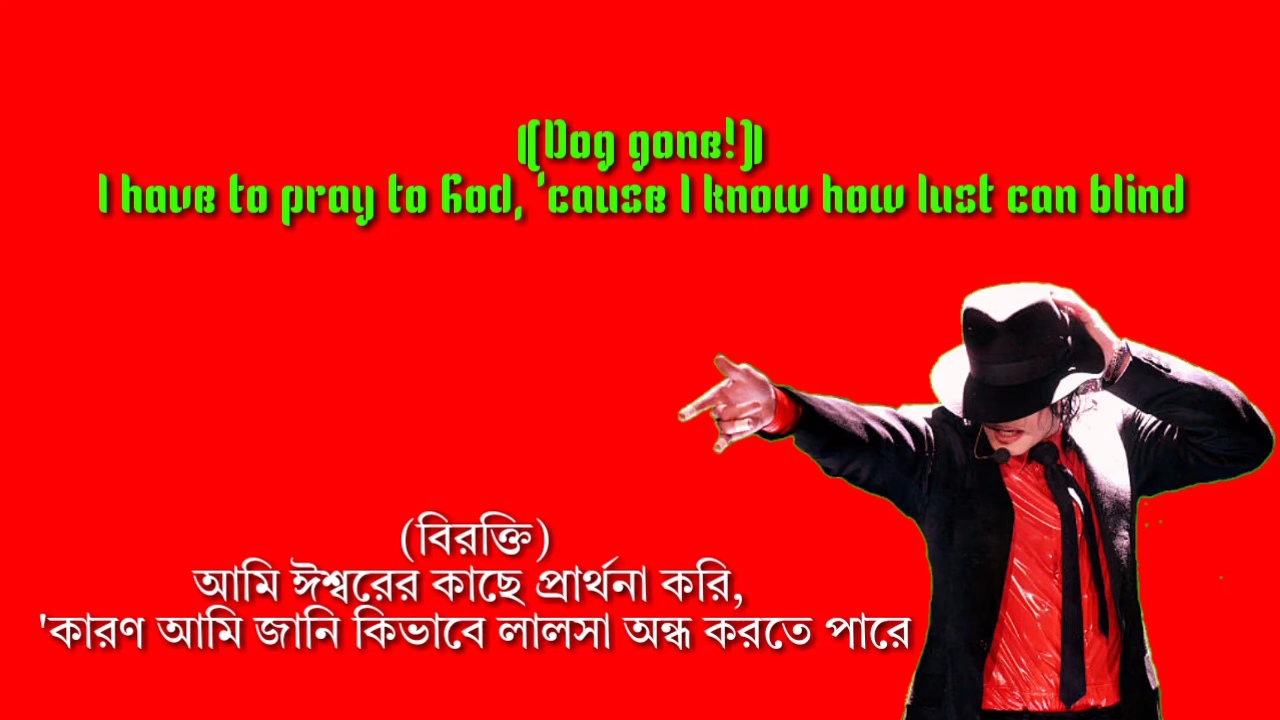 (Dog gone!)
I have to pray to God, 'cause I know how lust can blind
(বিরক্তি)
আমি ঈশ্বরের কাছে প্রার্থনা করি,
'কারণ আমি জানি কিভাবে লালসা অন্ধ করতে পারে